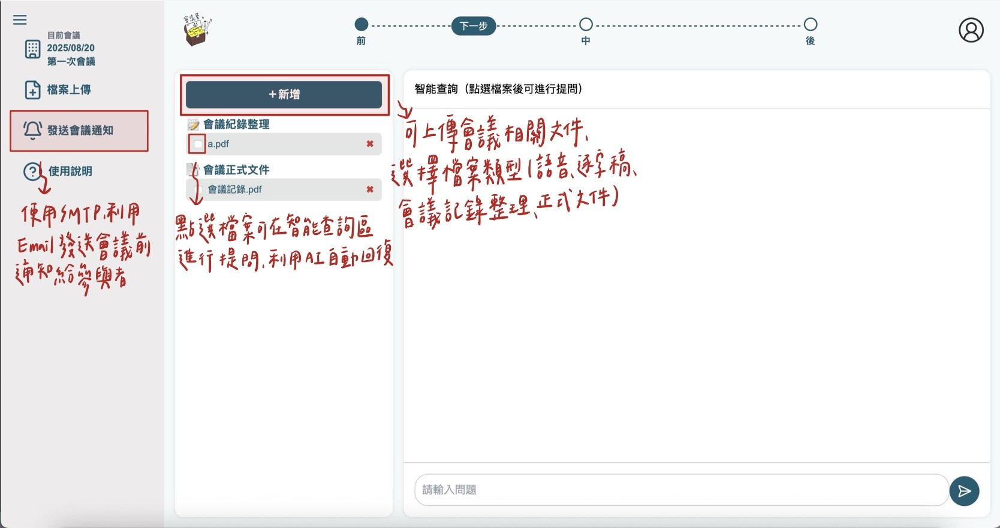 目前會議
2025/08/20
第一次會議
檔案上傳
發送會議通知
使用說明
使用SMTP,利用
Email發送會議前
通知給參與者
會議
下一步
前
中
後
+新增
會議紀錄整理
a.pdf
會議正式文件
會議記錄.pdf
點選檔案可在智能查詢區
進行提問,利用AI自動回復
智能查詢(點選檔案後可進行提問)
可上傳會議相關文件、
選擇檔案類型(語音、逐字稿、
會議記錄整理、正式文件)
請輸入問題